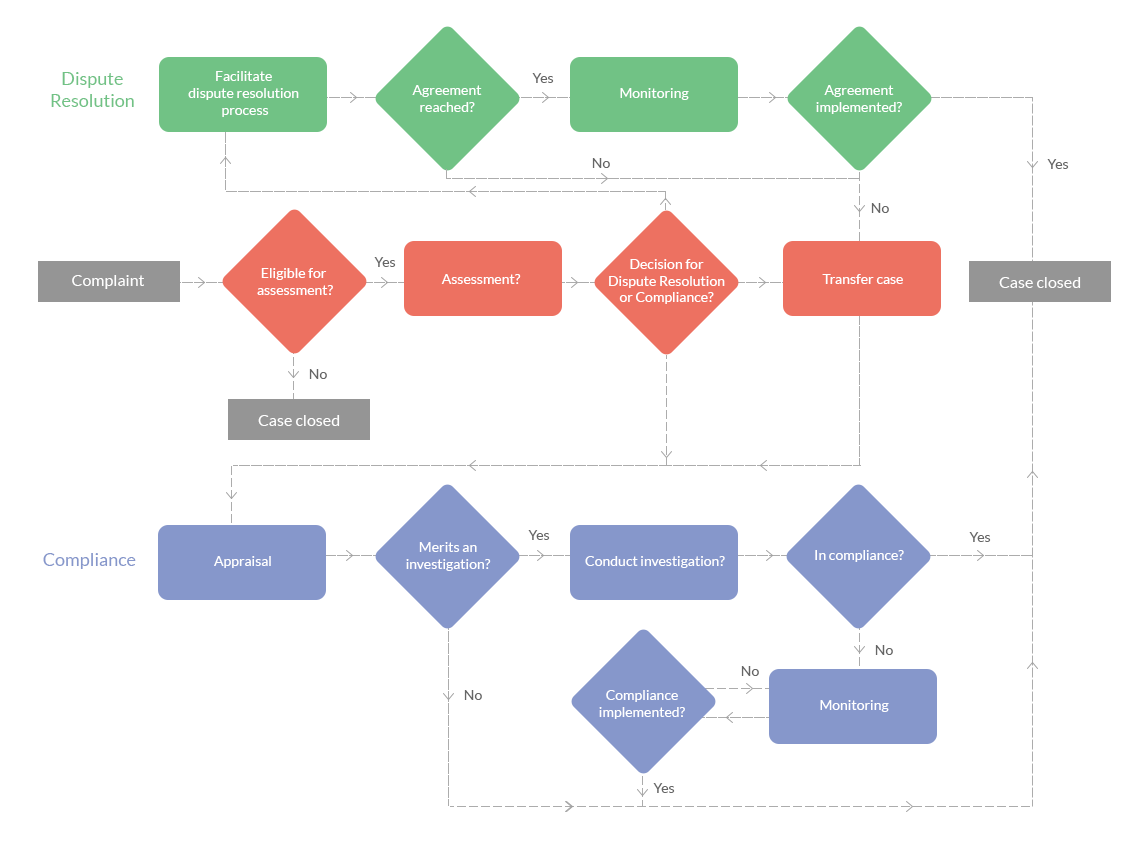 Dispute
Resolution
Facilitate
dispute resolution
process
Agreement
reached?
Yes
Monitoring
Agreement
implemented?
No
Yes
No
Complaint
Eligible for
assessment?
Yes
Assessment?
Decision for
Dispute Resolution
or Compliance?
Transfer case
Case closed
No
Case closed
Compliance
Appraisal
Merits an
investigation?
Yes
Conduct investigation?
In compliance?
Yes
No
No
Compliance
implemented?
No
Monitoring
Yes